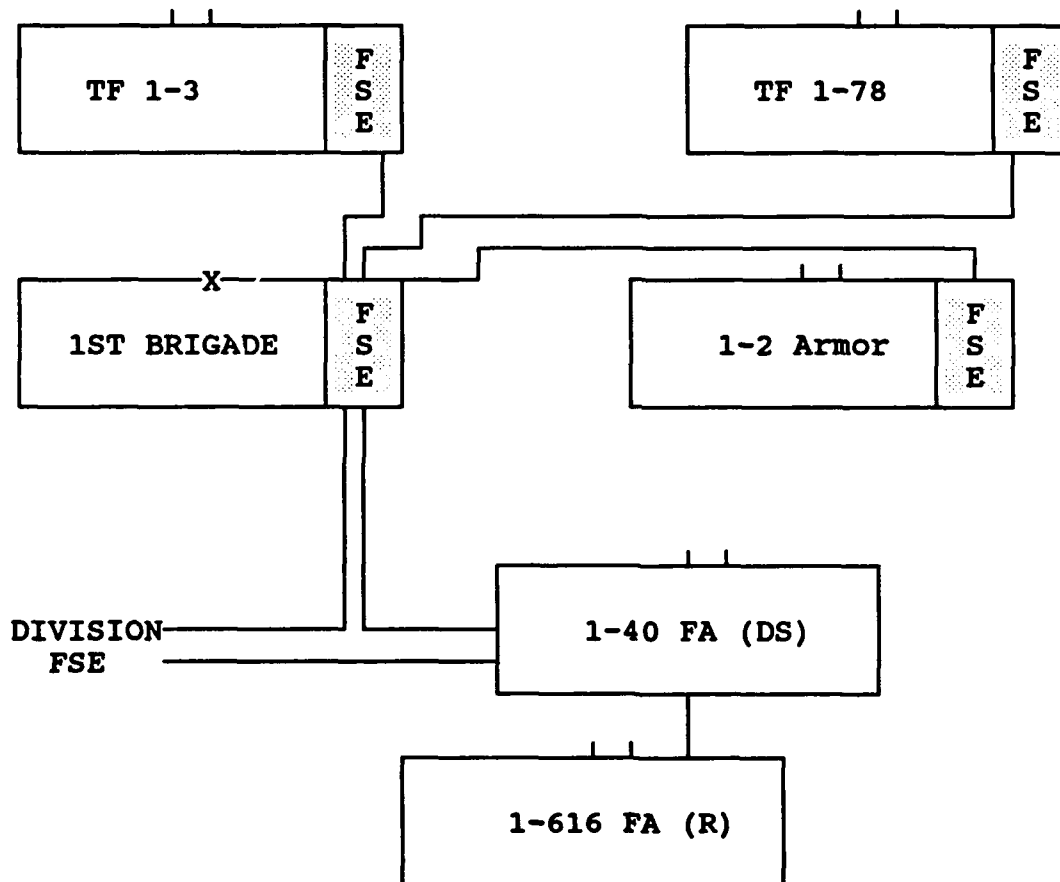 TF 1-3
F
S
E
TF 1-78
F
S
E
X
1ST BRIGADE
F
S
E
1-2 Armor
F
S
E
DIVISION
FSE
1-40 FA (DS)
1-616 FA (R)